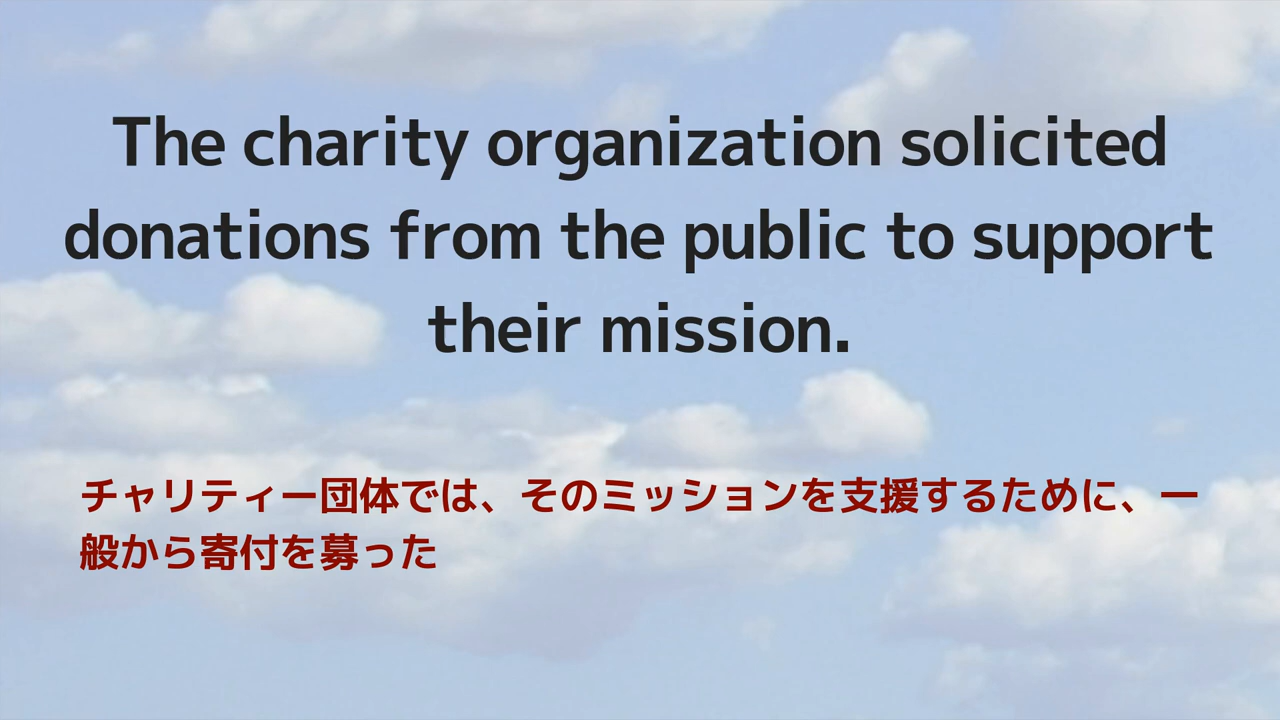 The charity organization solicited
donations from the public to support
their mission.
チャリティー団体では、そのミッションを支援するために、一
般から寄付を募った